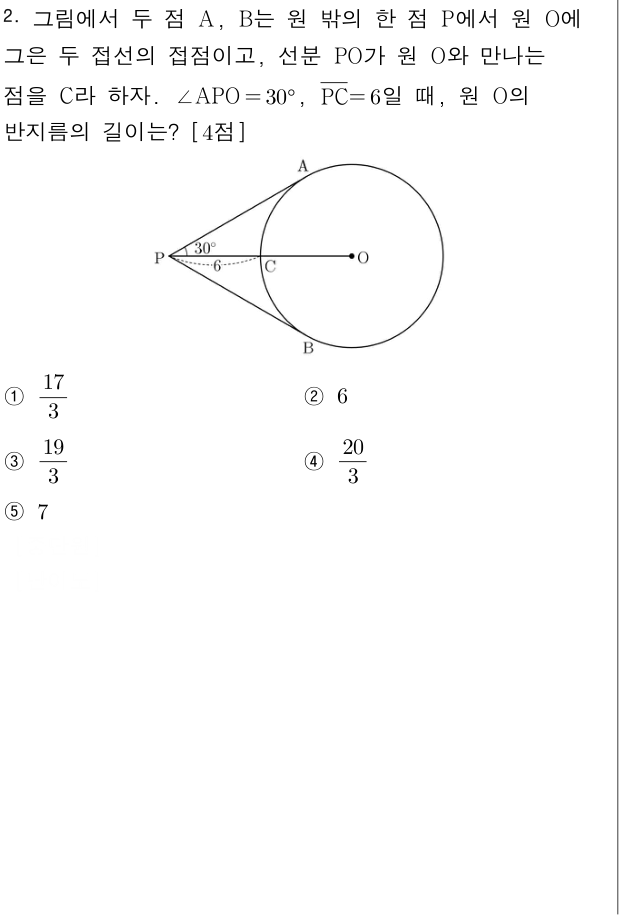 2. 그림에서 두 점 A, B는 원 밖의 한 점 P에서 원 O에
그은 두 접선의 접점이고, 선분 PO가 원 O와 만나는
점을 C라 하자. ∠APO=30°, \overline{PC}=6일 때, 원 O의
반지름의 길이는? [4점]
A
30°
P
6
C
O
B
① 17/3
② 6
③ 19/3
④ 20/3
⑤ 7